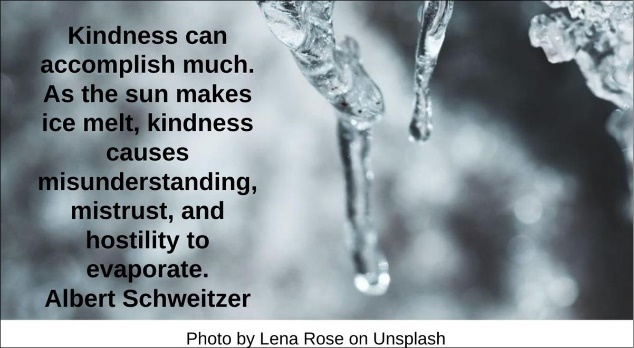 Kindness can
accomplish much.
As the sun makes
ice melt, kindness
causes
misunderstanding,
mistrust, and
hostility to
evaporate.
Albert Schweitzer
Photo by Lena Rose on Unsplash